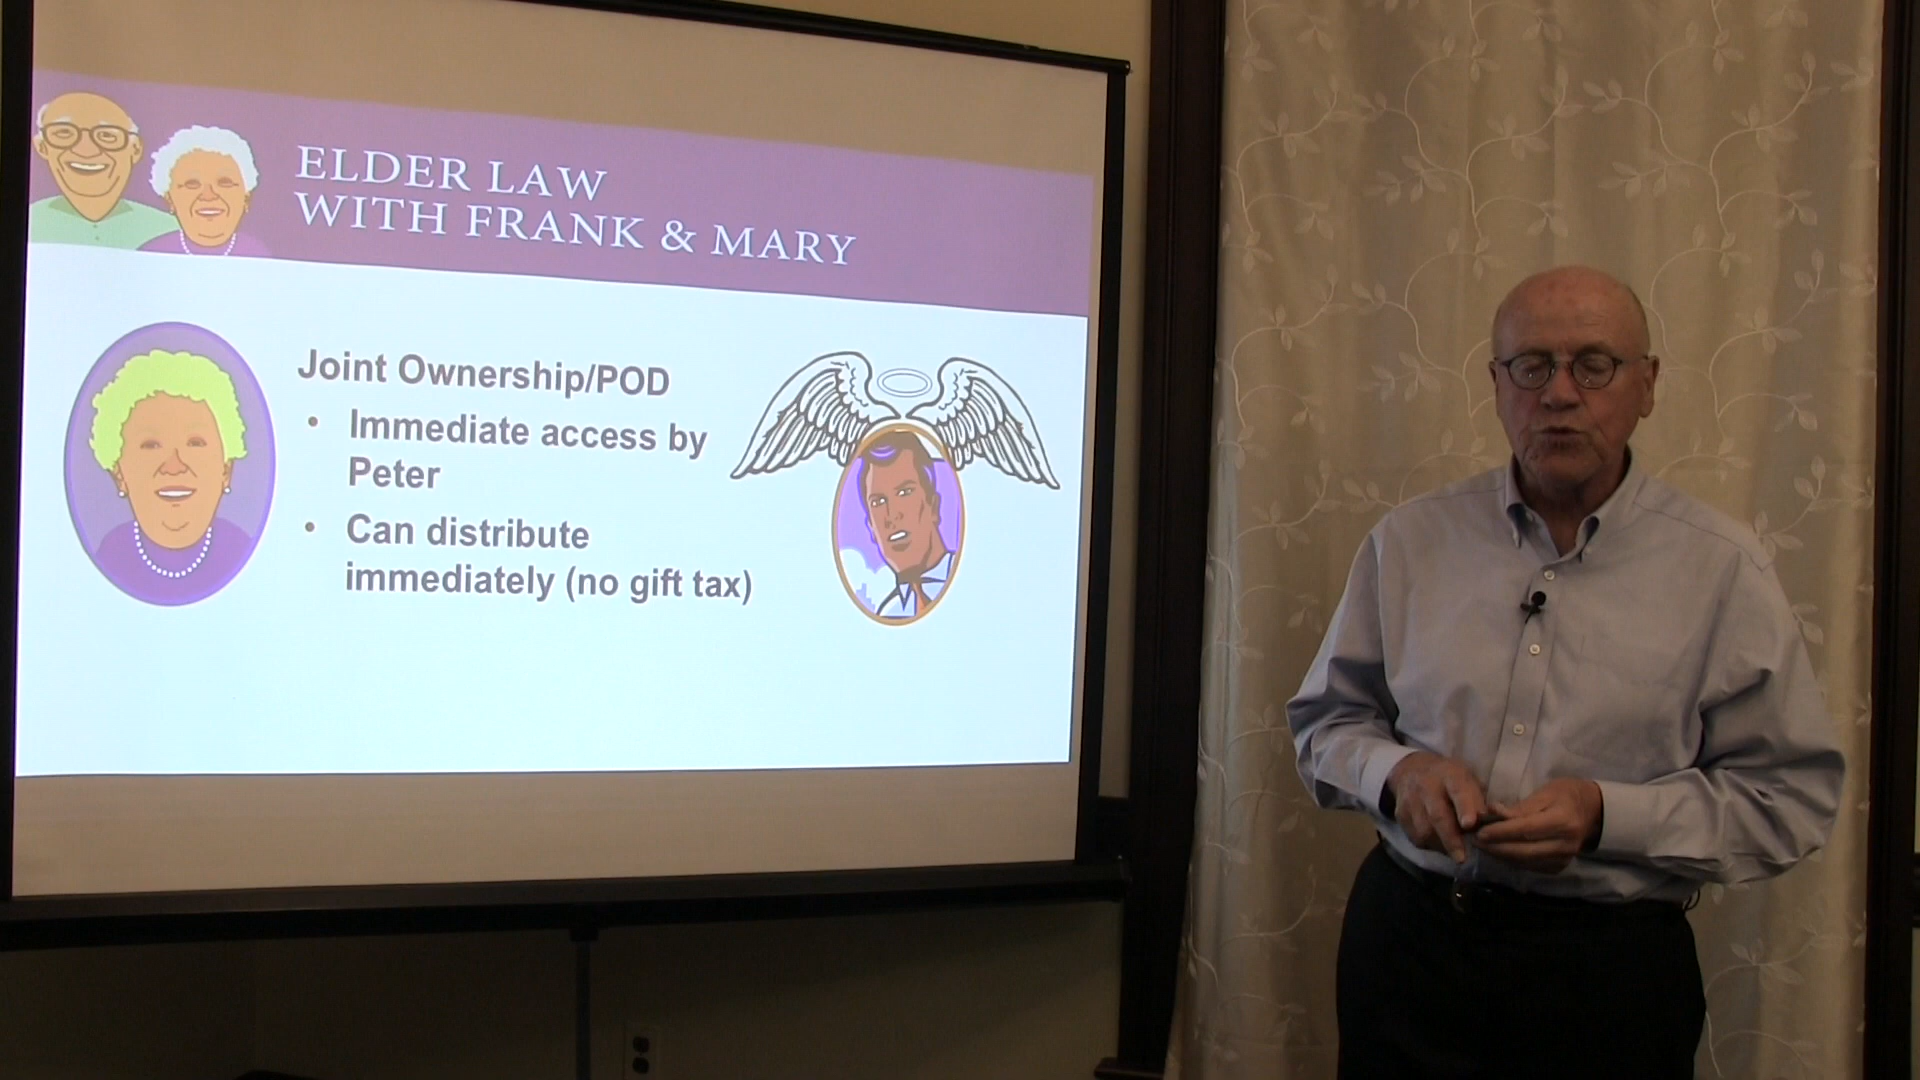 ELDER LAW
WITH FRANK & MARY
Joint Ownership/POD
• Immediate access by
Peter
• Can distribute
immediately (no gift tax)